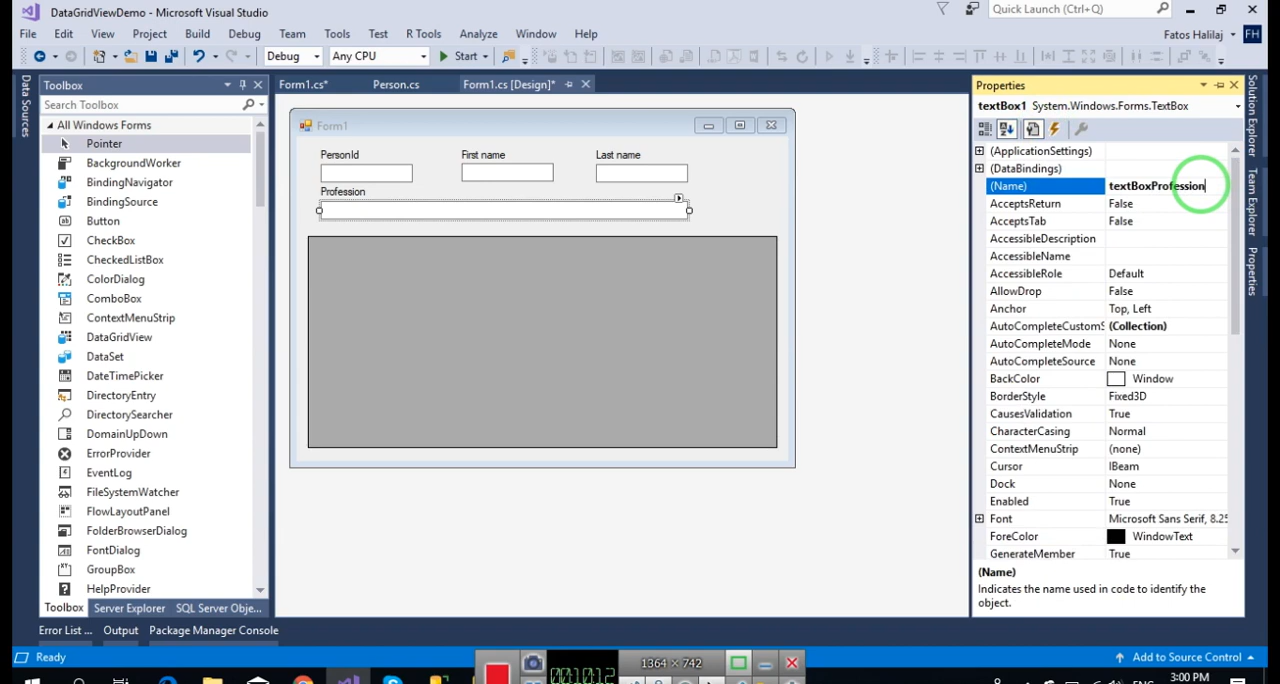 DataGridViewDemo - Microsoft Visual Studio
Quick Launch (Ctrl+Q)
File Edit View Project Build Debug Team Tools Test R Tools Analyze Window Help
Fatos Halilaj FH
Debug Any CPU Start
Data Sources
Toolbox
Search Toolbox
All Windows Forms
Pointer
BackgroundWorker
BindingNavigator
BindingSource
Button
CheckBox
CheckedListBox
ColorDialog
ComboBox
ContextMenuStrip
DataGridView
DataSet
DateTimePicker
DirectoryEntry
DirectorySearcher
DomainUpDown
ErrorProvider
EventLog
FileSystemWatcher
FlowLayoutPanel
FolderBrowserDialog
FontDialog
GroupBox
HelpProvider
Toolbox Server Explorer SQL Server Obje...
Form1.cs* Person.cs Form1.cs [Design]*
Form1
PersonId First name Last name
Profession
Properties
textBox1 System.Windows.Forms.TextBox
(ApplicationSettings)
(DataBindings)
(Name) textBoxProfession
AcceptsReturn False
AcceptsTab False
AccessibleDescription
AccessibleName
AccessibleRole Default
AllowDrop False
Anchor Top, Left
AutoCompleteCustomS (Collection)
AutoCompleteMode None
AutoCompleteSource None
BackColor Window
BorderStyle Fixed3D
CausesValidation True
CharacterCasing Normal
ContextMenuStrip (none)
Cursor IBeam
Dock None
Enabled True
Font Microsoft Sans Serif, 8.25
ForeColor WindowText
GenerateMember True
(Name)
Indicates the name used in code to identify the
object.
Solution Explorer
Team Explorer
Properties
Error List ... Output Package Manager Console
Ready
Add to Source Control
1364 × 742
3:00 PM